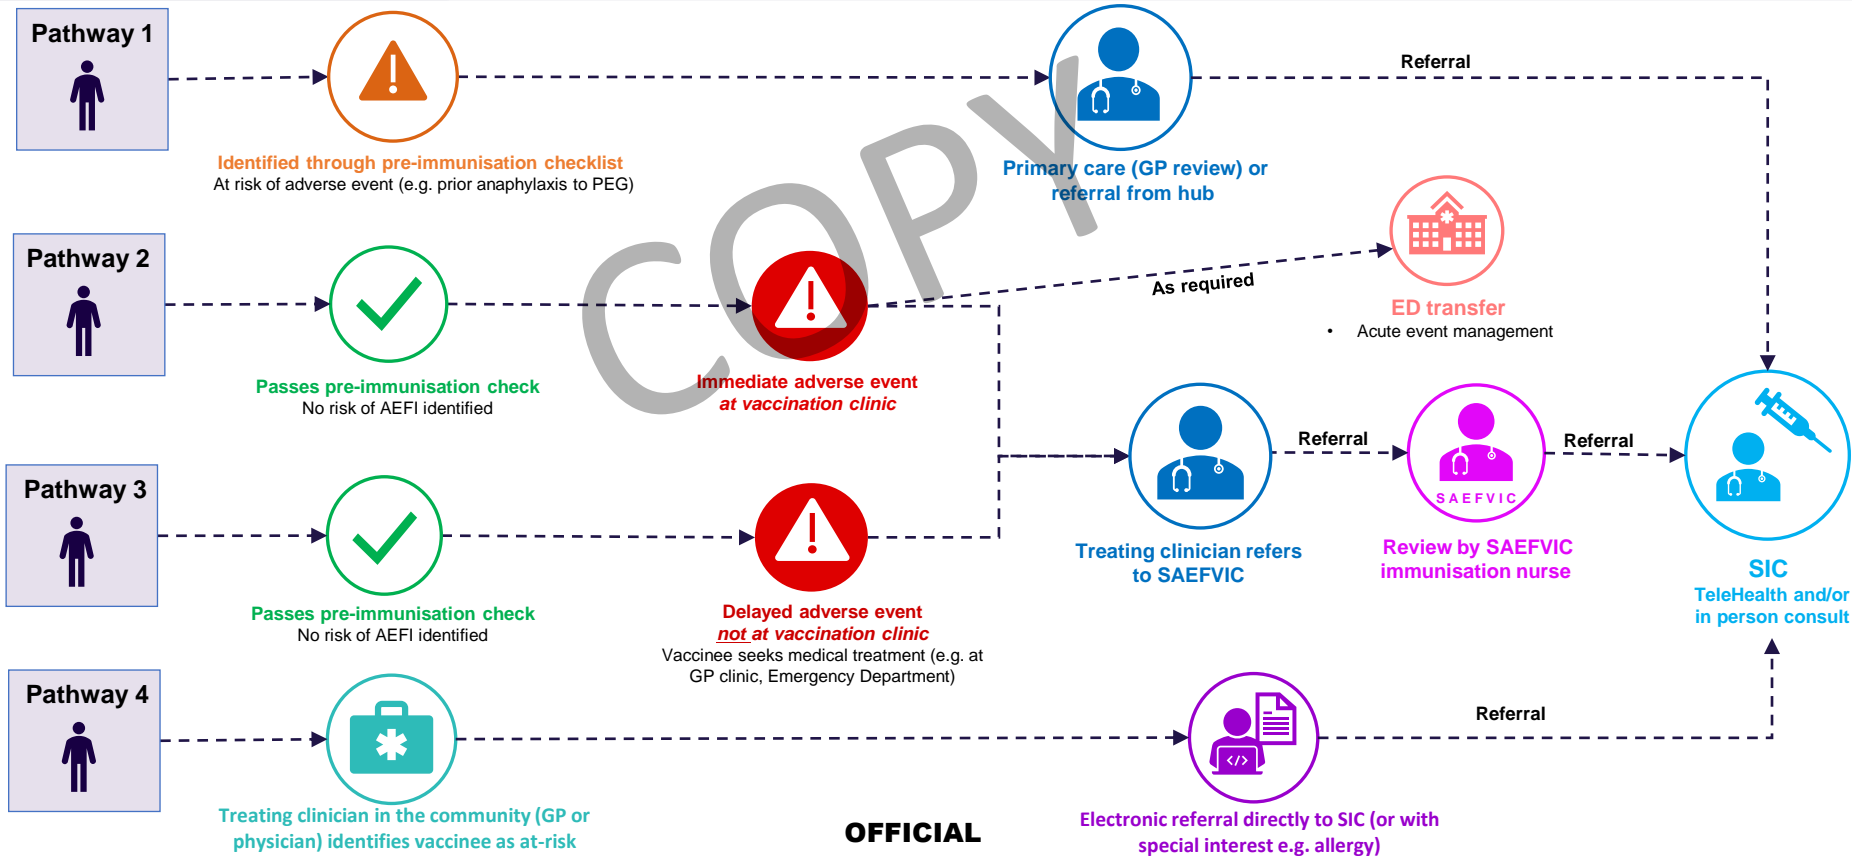 Pathway 1
Identified through pre-immunisation checklist
At risk of adverse event (e.g. prior anaphylaxis to PEG)
Primary care (GP review) or
referral from hub
Referral
Pathway 2
Passes pre-immunisation check
No risk of AEFI identified
Immediate adverse event
at vaccination clinic
As required
ED transfer
• Acute event management
Pathway 3
Passes pre-immunisation check
No risk of AEFI identified
Delayed adverse event
not at vaccination clinic
Vaccinee seeks medical treatment (e.g. at
GP clinic, Emergency Department)
Treating clinician refers
to SAEFVIC
Referral
SAEFVIC
Review by SAEFVIC
immunisation nurse
Referral
SIC
TeleHealth and/or
in person consult
Pathway 4
Treating clinician in the community (GP or
physician) identifies vaccinee as at-risk
</>
Electronic referral directly to SIC (or with
special interest e.g. allergy)
Referral
OFFICIAL
COPY